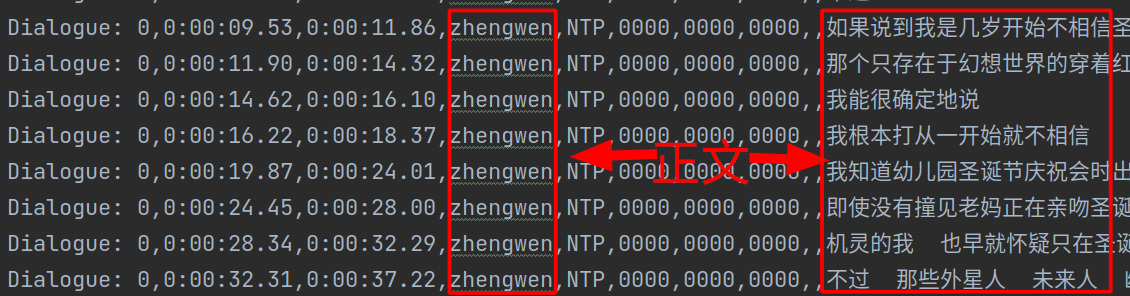 Dialogue: 0,0:00:09.53,0:00:11.86,zhengwen,NTP,0000,0000,0000,,如果说到我是几岁开始不相信圣
Dialogue: 0,0:00:11.90,0:00:14.32,zhengwen,NTP,0000,0000,0000,,那个只存在于幻想世界的穿着红
Dialogue: 0,0:00:14.62,0:00:16.10,zhengwen,NTP,0000,0000,0000,,我能很确定地说
Dialogue: 0,0:00:16.22,0:00:18.37,zhengwen,NTP,0000,0000,0000,,我根本打从一开始就不相信
正文
Dialogue: 0,0:00:19.87,0:00:24.01,zhengwen,NTP,0000,0000,0000,,我知道幼儿园圣诞节庆祝会时出
Dialogue: 0,0:00:24.45,0:00:28.00,zhengwen,NTP,0000,0000,0000,,即使没有撞见老妈正在亲吻圣诞
Dialogue: 0,0:00:28.34,0:00:32.29,zhengwen,NTP,0000,0000,0000,,机灵的我 也早就怀疑只在圣诞
Dialogue: 0,0:00:32.31,0:00:37.22,zhengwen,NTP,0000,0000,0000,,不过 那些外星人 未来人